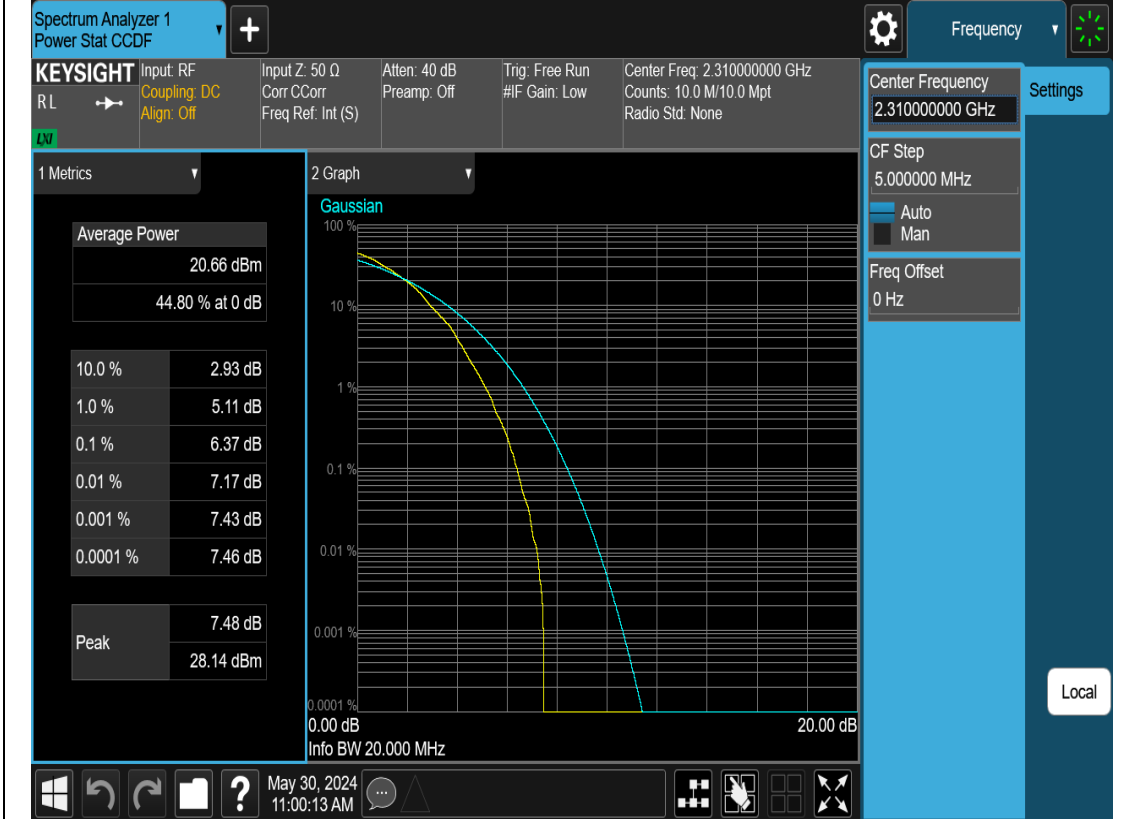 Spectrum Analyzer 1
Power Stat CCDF
Frequency
KEYSIGHT
RL
LXI
Input: RF
Coupling: DC
Align: Off
Input Z: 50 Ω
Corr CCorr
Freq Ref: Int (S)
Atten: 40 dB
Preamp: Off
Trig: Free Run
#IF Gain: Low
Center Freq: 2.310000000 GHz
Counts: 10.0 M/10.0 Mpt
Radio Std: None
Center Frequency
2.310000000 GHz
Settings
CF Step
5.000000 MHz
Auto
Man
Freq Offset
0 Hz
1 Metrics
Average Power
20.66 dBm
44.80 % at 0 dB
10.0 % 2.93 dB
1.0 % 5.11 dB
0.1 % 6.37 dB
0.01 % 7.17 dB
0.001 % 7.43 dB
0.0001 % 7.46 dB
Peak
7.48 dB
28.14 dBm
2 Graph
Gaussian
100 %
10 %
1 %
0.1 %
0.01 %
0.001 %
0.0001 %
0.00 dB 20.00 dB
Info BW 20.000 MHz
Local
?
May 30, 2024
11:00:13 AM